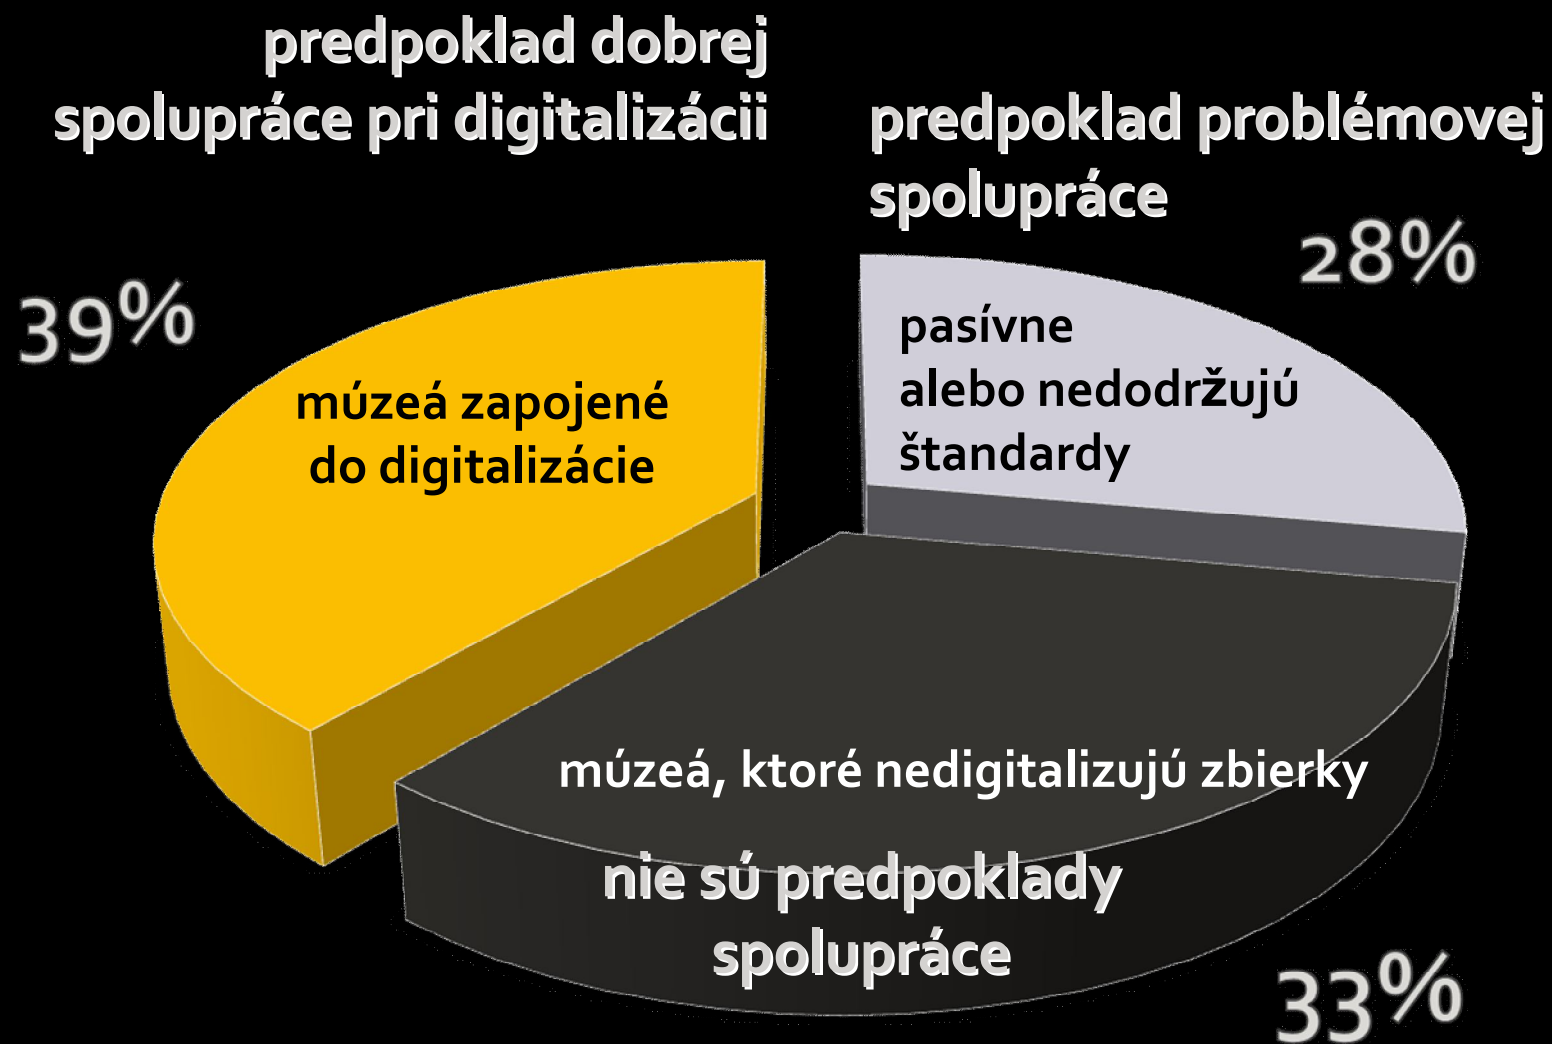 predpoklad dobrej
spolupráce pri digitalizácii
predpoklad problémovej
spolupráce
39%
28%
múzeá zapojené
do digitalizácie
pasívne
alebo nedodržujú
štandardy
múzeá, ktoré nedigitalizujú zbierky
nie sú predpoklady
spolupráce
33%